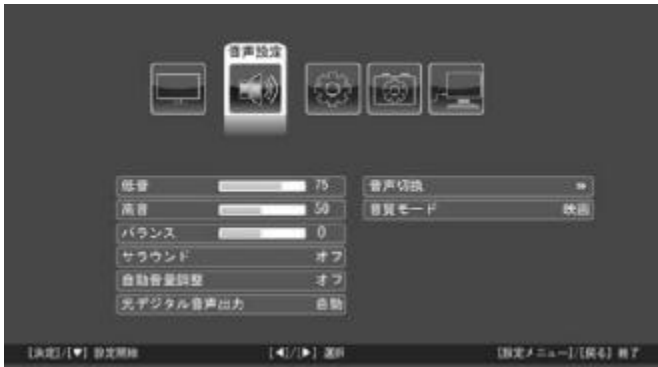 音声設定
低音 75
高音 50
バランス 0
サラウンド オフ
自動音量調整 オフ
光デジタル音声出力 自動
音声切換 ▶▶
音質モード 映画
【決定】/【▼】 設定開始 【◀】/【▶】 選択 【設定メニュー】/【戻る】 終了